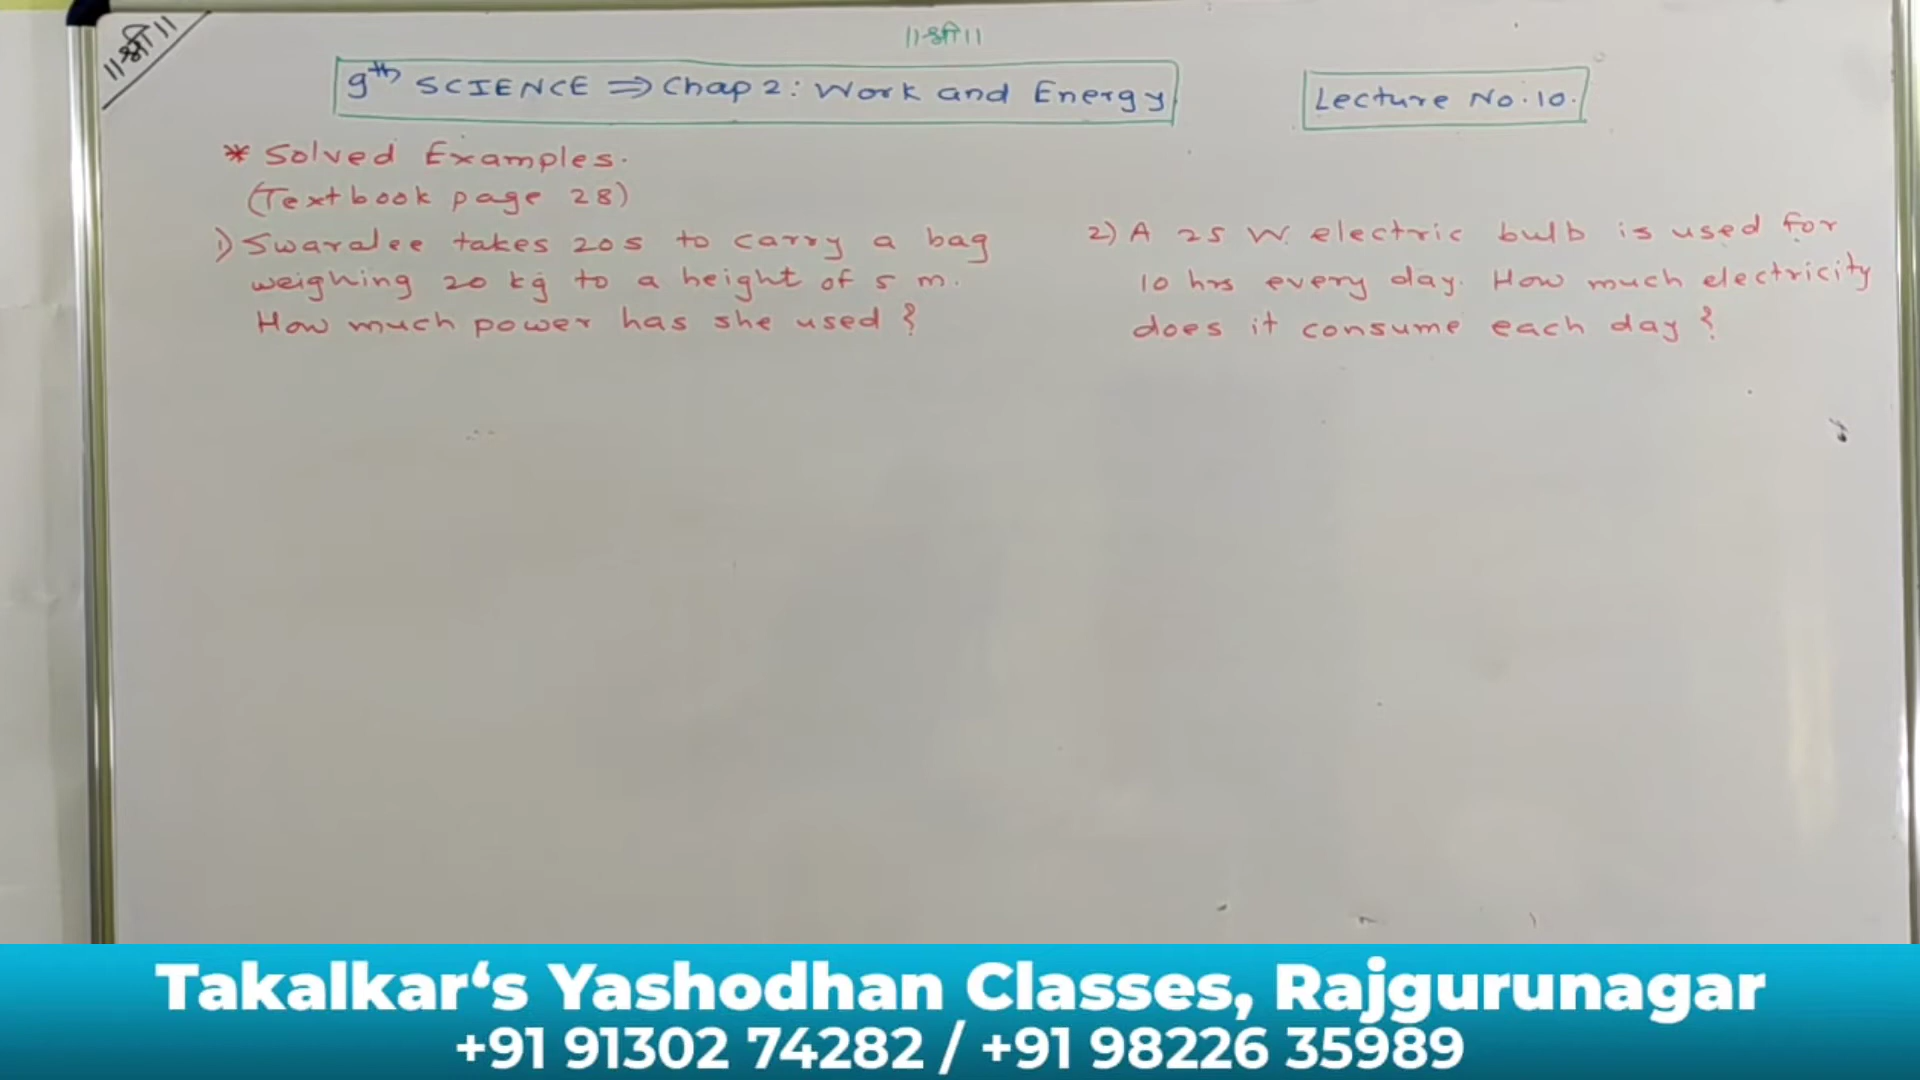 ॥श्री॥
॥श्री॥
9th SCIENCE ⇒ Chap 2: Work and Energy
Lecture No. 10.
* Solved Examples.
(Textbook page 28)
1) Swaralee takes 20 s to carry a bag
weighing 20 kg to a height of 5 m.
How much power has she used ?
2) A 25 W. electric bulb is used for
10 hrs every day. How much electricity
does it consume each day ?
Takalkar‘s Yashodhan Classes, Rajgurunagar
+91 91302 74282 / +91 98226 35989